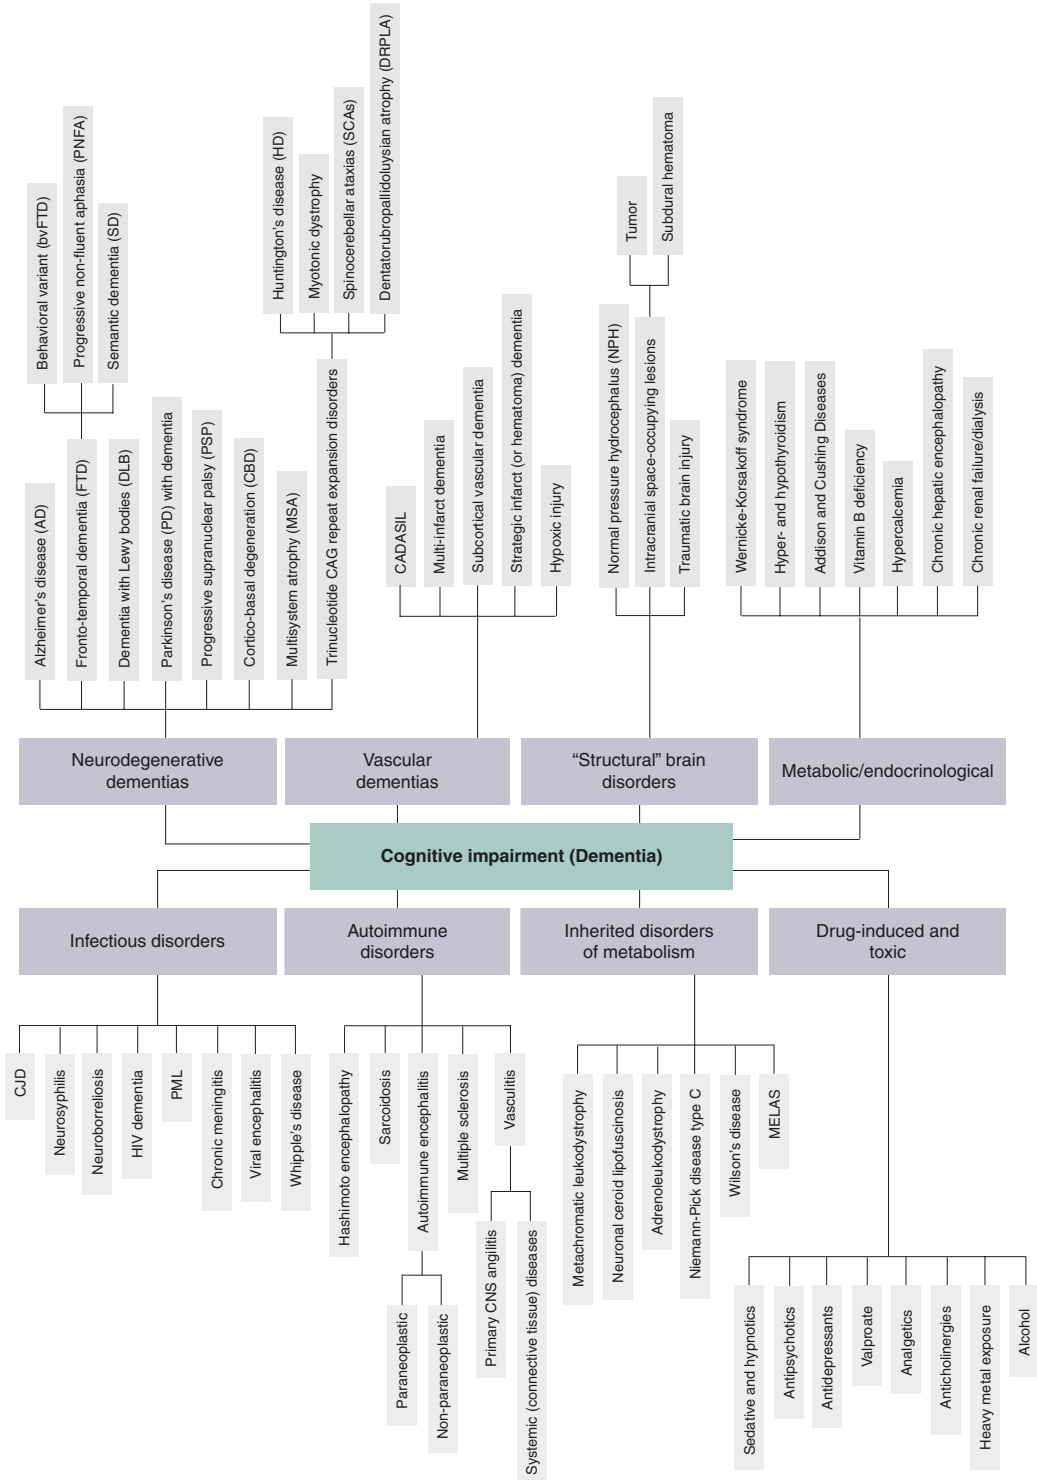 Behavioral variant (bvFTD)
Progressive non-fluent aphasia (PNFA)
Semantic dementia (SD)
Huntington's disease (HD)
Myotonic dystrophy
Spinocerebellar ataxias (SCAs)
Dentatorubropallidoluysian atrophy (DRPLA)
Tumor
Subdural hematoma
Alzheimer's disease (AD)
Fronto-temporal dementia (FTD)
Dementia with Lewy bodies (DLB)
Parkinson's disease (PD) with dementia
Progressive supranuclear palsy (PSP)
Cortico-basal degeneration (CBD)
Multisystem atrophy (MSA)
Trinucleotide CAG repeat expansion disorders
CADASIL
Multi-infarct dementia
Subcortical vascular dementia
Strategic infarct (or hematoma) dementia
Hypoxic injury
Normal pressure hydrocephalus (NPH)
Intracranial space-occupying lesions
Traumatic brain injury
Wernicke-Korsakoff syndrome
Hyper- and hypothyroidism
Addison and Cushing Diseases
Vitamin B deficiency
Hypercalcemia
Chronic hepatic encephalopathy
Chronic renal failure/dialysis
Neurodegenerative
dementias
Vascular
dementias
“Structural” brain
disorders
Metabolic/endocrinological
Cognitive impairment (Dementia)
Infectious disorders
Autoimmune
disorders
Inherited disorders
of metabolism
Drug-induced and
toxic
CJD
Neurosyphilis
Neuroborreliosis
HIV dementia
PML
Chronic meningitis
Viral encephalitis
Whipple's disease
Hashimoto encephalopathy
Sarcoidosis
Autoimmune encephalitis
Multiple sclerosis
Vasculitis
Paraneoplastic
Non-paraneoplastic
Primary CNS angiitis
Systemic (connective tissue) diseases
Metachromatic leukodystrophy
Neuronal ceroid lipofuscinosis
Adrenoleukodystrophy
Niemann-Pick disease type C
Wilson's disease
MELAS
Sedative and hypnotics
Antipsychotics
Antidepressants
Valproate
Analgetics
Anticholinergies
Heavy metal exposure
Alcohol